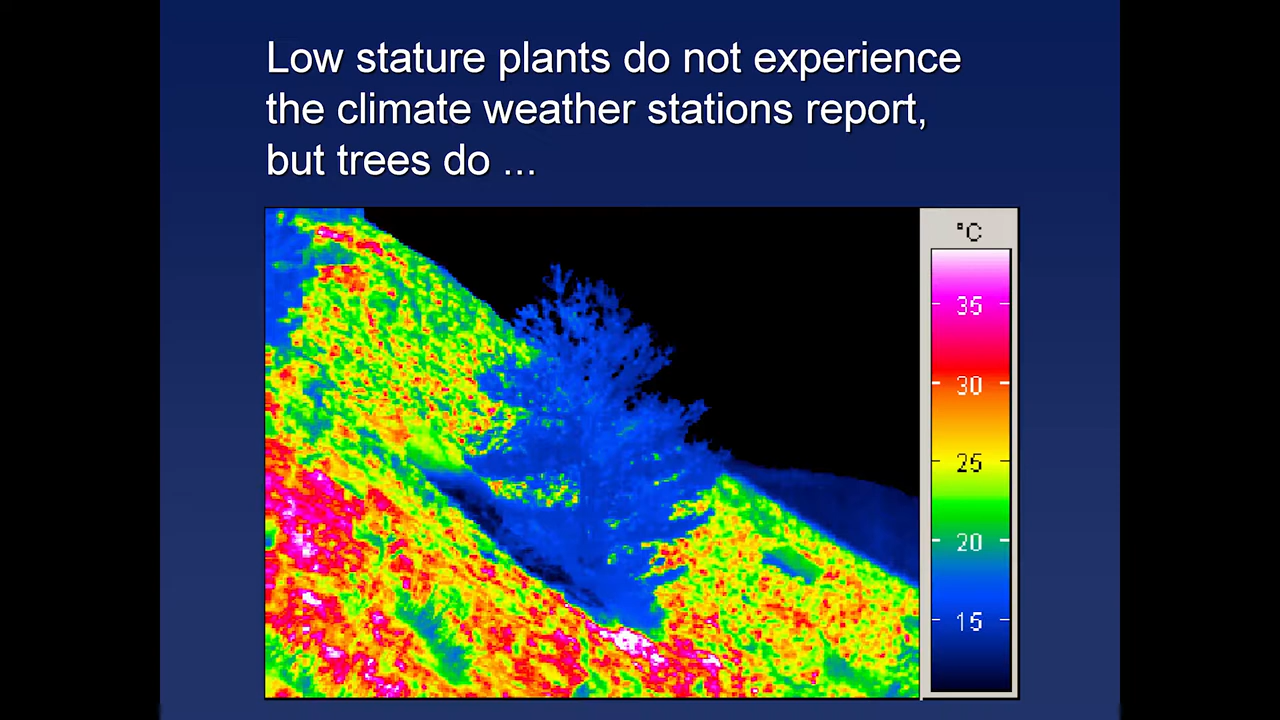 Low stature plants do not experience
the climate weather stations report,
but trees do ...
°C
35
30
25
20
15